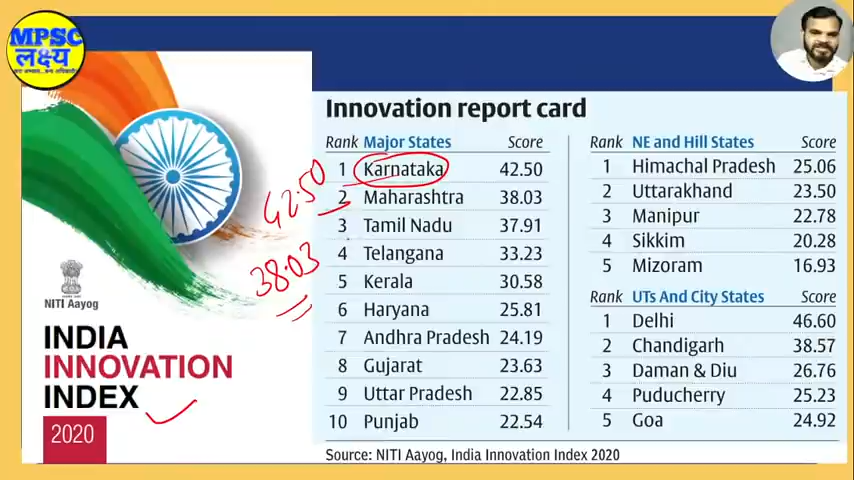 MPSC
लक्ष्य
NITI Aayog
INDIA
INNOVATION
INDEX
2020
42.50
38.03
Innovation report card
Rank Major States Score
1 Karnataka 42.50
2 Maharashtra 38.03
3 Tamil Nadu 37.91
4 Telangana 33.23
5 Kerala 30.58
6 Haryana 25.81
7 Andhra Pradesh 24.19
8 Gujarat 23.63
9 Uttar Pradesh 22.85
10 Punjab 22.54
Rank NE and Hill States Score
1 Himachal Pradesh 25.06
2 Uttarakhand 23.50
3 Manipur 22.78
4 Sikkim 20.28
5 Mizoram 16.93
Rank UTs And City States Score
1 Delhi 46.60
2 Chandigarh 38.57
3 Daman & Diu 26.76
4 Puducherry 25.23
5 Goa 24.92
Source: NITI Aayog, India Innovation Index 2020